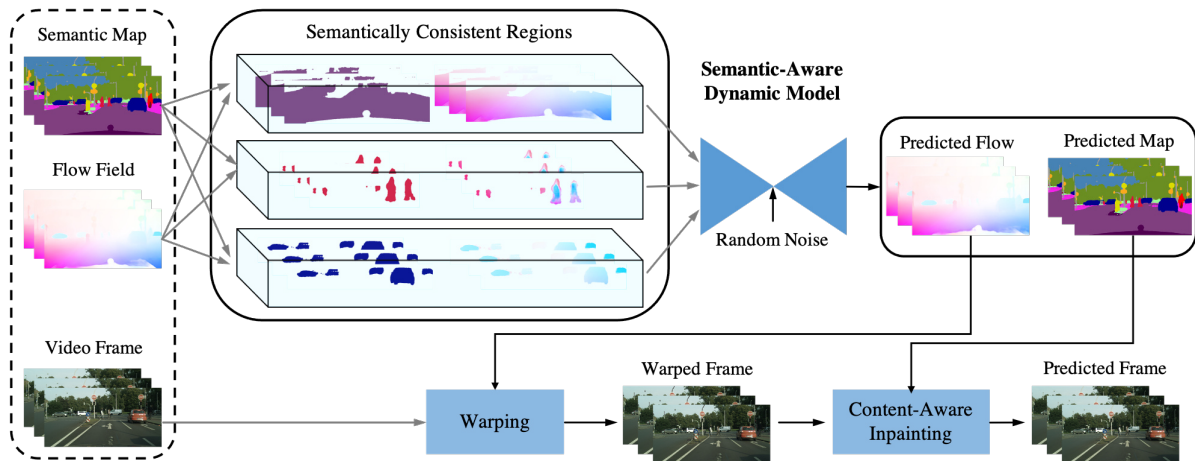 Semantic Map
Flow Field
Video Frame
Semantically Consistent Regions
Semantic-Aware
Dynamic Model
Random Noise
Predicted Flow
Predicted Map
Warping
Warped Frame
Content-Aware
Inpainting
Predicted Frame